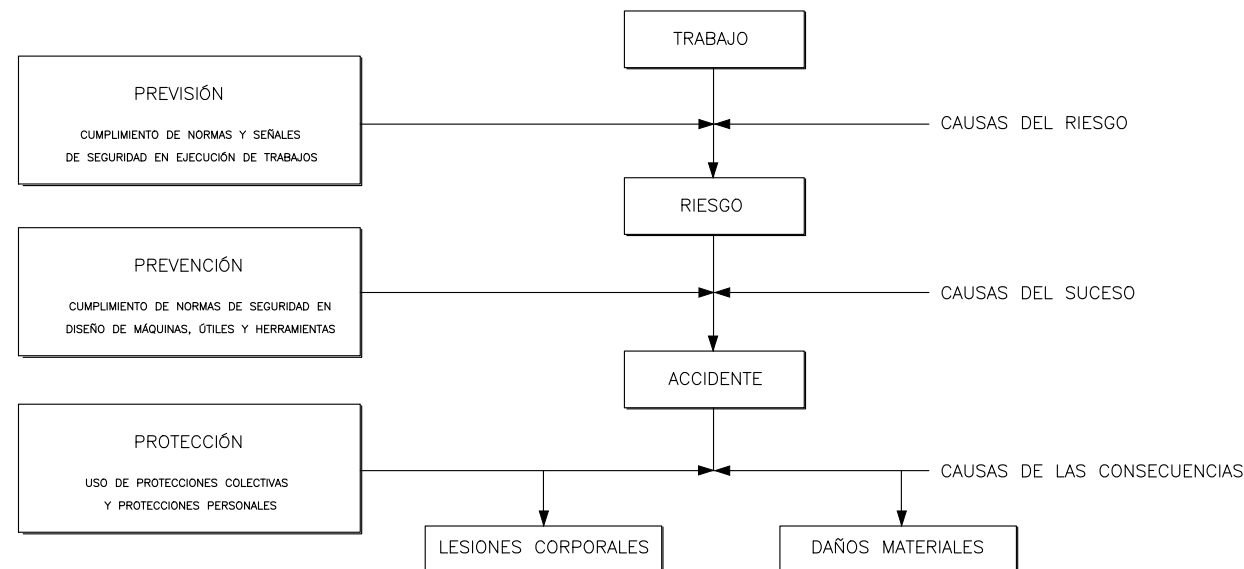 TRABAJO
PREVISIÓN
CUMPLIMIENTO DE NORMAS Y SEÑALES
DE SEGURIDAD EN EJECUCIÓN DE TRABAJOS
CAUSAS DEL RIESGO
RIESGO
PREVENCIÓN
CUMPLIMIENTO DE NORMAS DE SEGURIDAD EN
DISEÑO DE MÁQUINAS, ÚTILES Y HERRAMIENTAS
CAUSAS DEL SUCESO
ACCIDENTE
PROTECCIÓN
USO DE PROTECCIONES COLECTIVAS
Y PROTECCIONES PERSONALES
CAUSAS DE LAS CONSECUENCIAS
LESIONES CORPORALES
DAÑOS MATERIALES